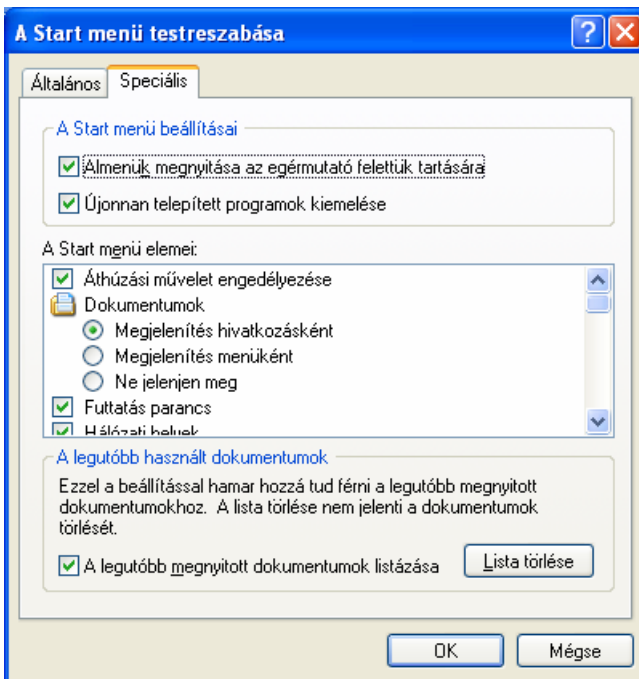 A Start menü testreszabása
Általános Speciális
A Start menü beállításai
Almenük megnyitása az egérmutató felettük tartására
Újonnan telepített programok kiemelése
A Start menü elemei:
Áthúzási művelet engedélyezése
Dokumentumok
Megjelenítés hivatkozásként
Megjelenítés menüként
Ne jelenjen meg
Futtatás parancs
Hálózati helyek
A legutóbb használt dokumentumok
Ezzel a beállítással hamar hozzá tud férni a legutóbb megnyitott
dokumentumokhoz. A lista törlése nem jelenti a dokumentumok
törlését.
A legutóbb megnyitott dokumentumok listázása Lista törlése
OK Mégse